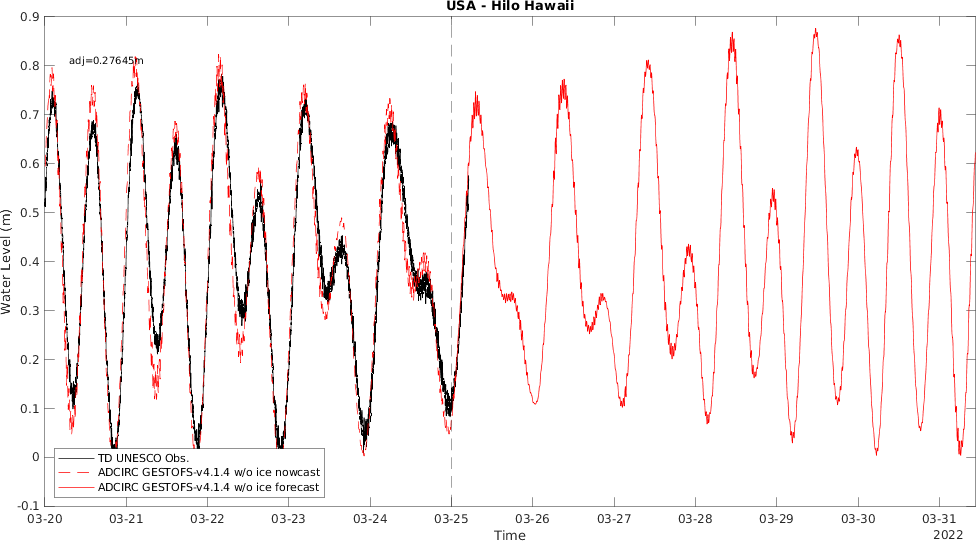 USA - Hilo Hawaii
adj=0.27645m
Water Level (m)
0.9
0.8
0.7
0.6
0.5
0.4
0.3
0.2
0.1
0
-0.1
TD UNESCO Obs.
ADCIRC GESTOFS-v4.1.4 w/o ice nowcast
ADCIRC GESTOFS-v4.1.4 w/o ice forecast
03-20 03-21 03-22 03-23 03-24 03-25 03-26 03-27 03-28 03-29 03-30 03-31
Time
2022